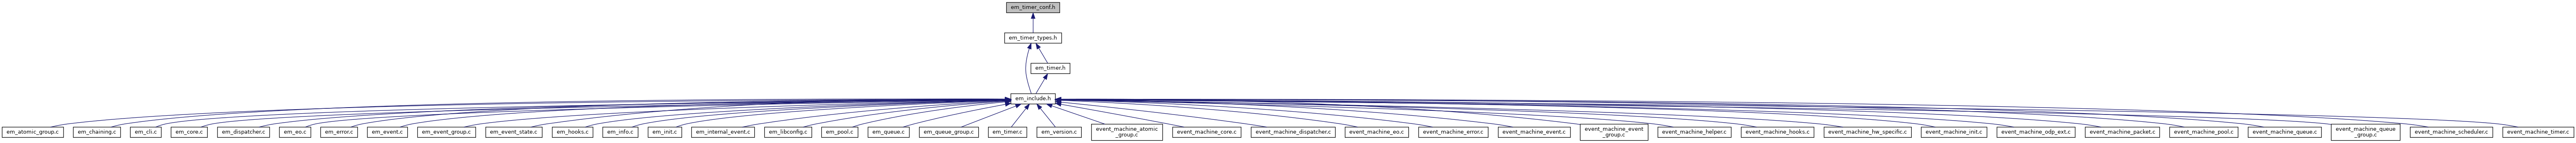 em_timer_conf.h
em_timer_types.h
em_timer.h
em_include.h
em_atomic_group.c
em_chaining.c
em_cli.c
em_core.c
em_dispatcher.c
em_eo.c
em_error.c
em_event.c
em_event_group.c
em_event_state.c
em_hooks.c
em_info.c
em_init.c
em_internal_event.c
em_libconfig.c
em_pool.c
em_queue.c
em_queue_group.c
em_timer.c
em_version.c
event_machine_atomic
_group.c
event_machine_core.c
event_machine_dispatcher.c
event_machine_eo.c
event_machine_error.c
event_machine_event.c
event_machine_event
_group.c
event_machine_helper.c
event_machine_hooks.c
event_machine_hw_specific.c
event_machine_init.c
event_machine_odp_ext.c
event_machine_packet.c
event_machine_pool.c
event_machine_queue.c
event_machine_queue
_group.c
event_machine_scheduler.c
event_machine_timer.c